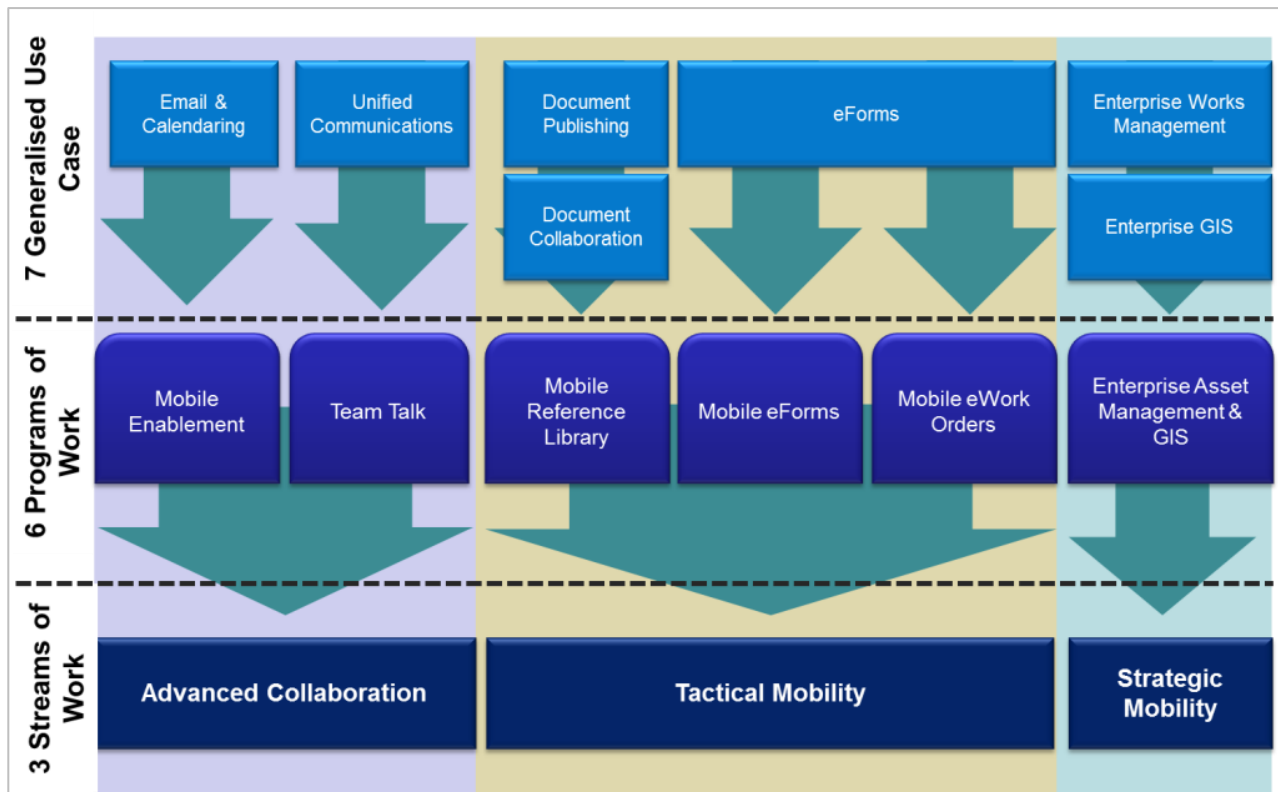 7 Generalised Use
Case
Email &
Calendaring
Unified
Communications
Document
Publishing
eForms
Enterprise Works
Management
Document
Collaboration
Enterprise GIS
6 Programs of
Work
Mobile
Enablement
Team Talk
Mobile
Reference
Library
Mobile eForms
Mobile eWork
Orders
Enterprise Asset
Management &
GIS
3 Streams of
Work
Advanced Collaboration
Tactical Mobility
Strategic
Mobility